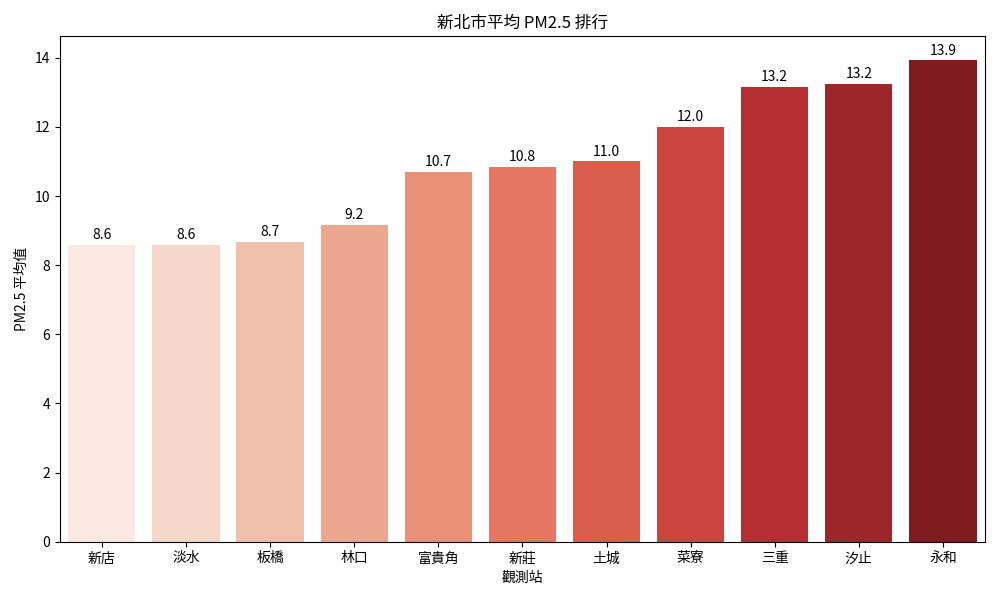 新北市平均 PM2.5 排行
PM2.5 平均值
14
12
10
8
6
4
2
0
8.6
8.6
8.7
9.2
10.7
10.8
11.0
12.0
13.2
13.2
13.9
新店
淡水
板橋
林口
富貴角
新莊
土城
菜寮
三重
汐止
永和
觀測站